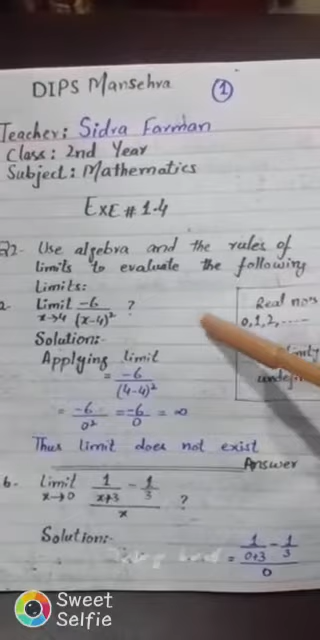 DIPS Mansehra
1
Teacher: Sidra Farman
Class: 2nd Year
Subject: Mathematics
EXE # 1.4
Q2- Use algebra and the rules of
limits to evaluate the following
Limits:
a- Limit x→4 -6/(x-4)² ?
Real no's
0,1,2,.....
Solution:-
Applying limit
= -6/(4-4)²
= -6/0² = -6/0 = ∞
Thus limit does not exist
Answer
b- Limit x→0 (1/(x+3) - 1/3)/x ?
Solution:-
= (1/(0+3) - 1/3)/0
Sweet
Selfie